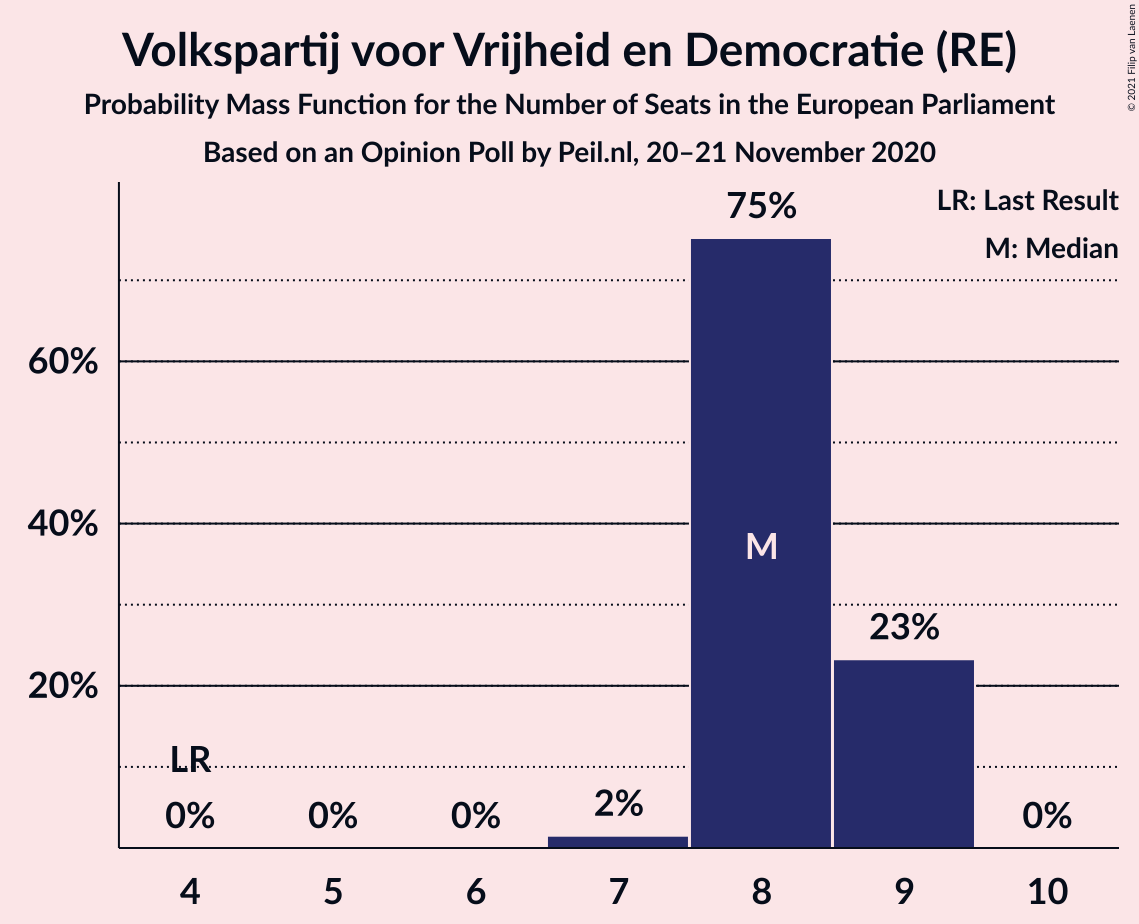 Volkspartij voor Vrijheid en Democratie (RE)
Probability Mass Function for the Number of Seats in the European Parliament
Based on an Opinion Poll by Peil.nl, 20–21 November 2020
© 2021 Filip van Laenen
LR: Last Result
M: Median
75%
60%
40%
M
23%
20%
LR
0% 0% 0% 2% 0%
4 5 6 7 8 9 10